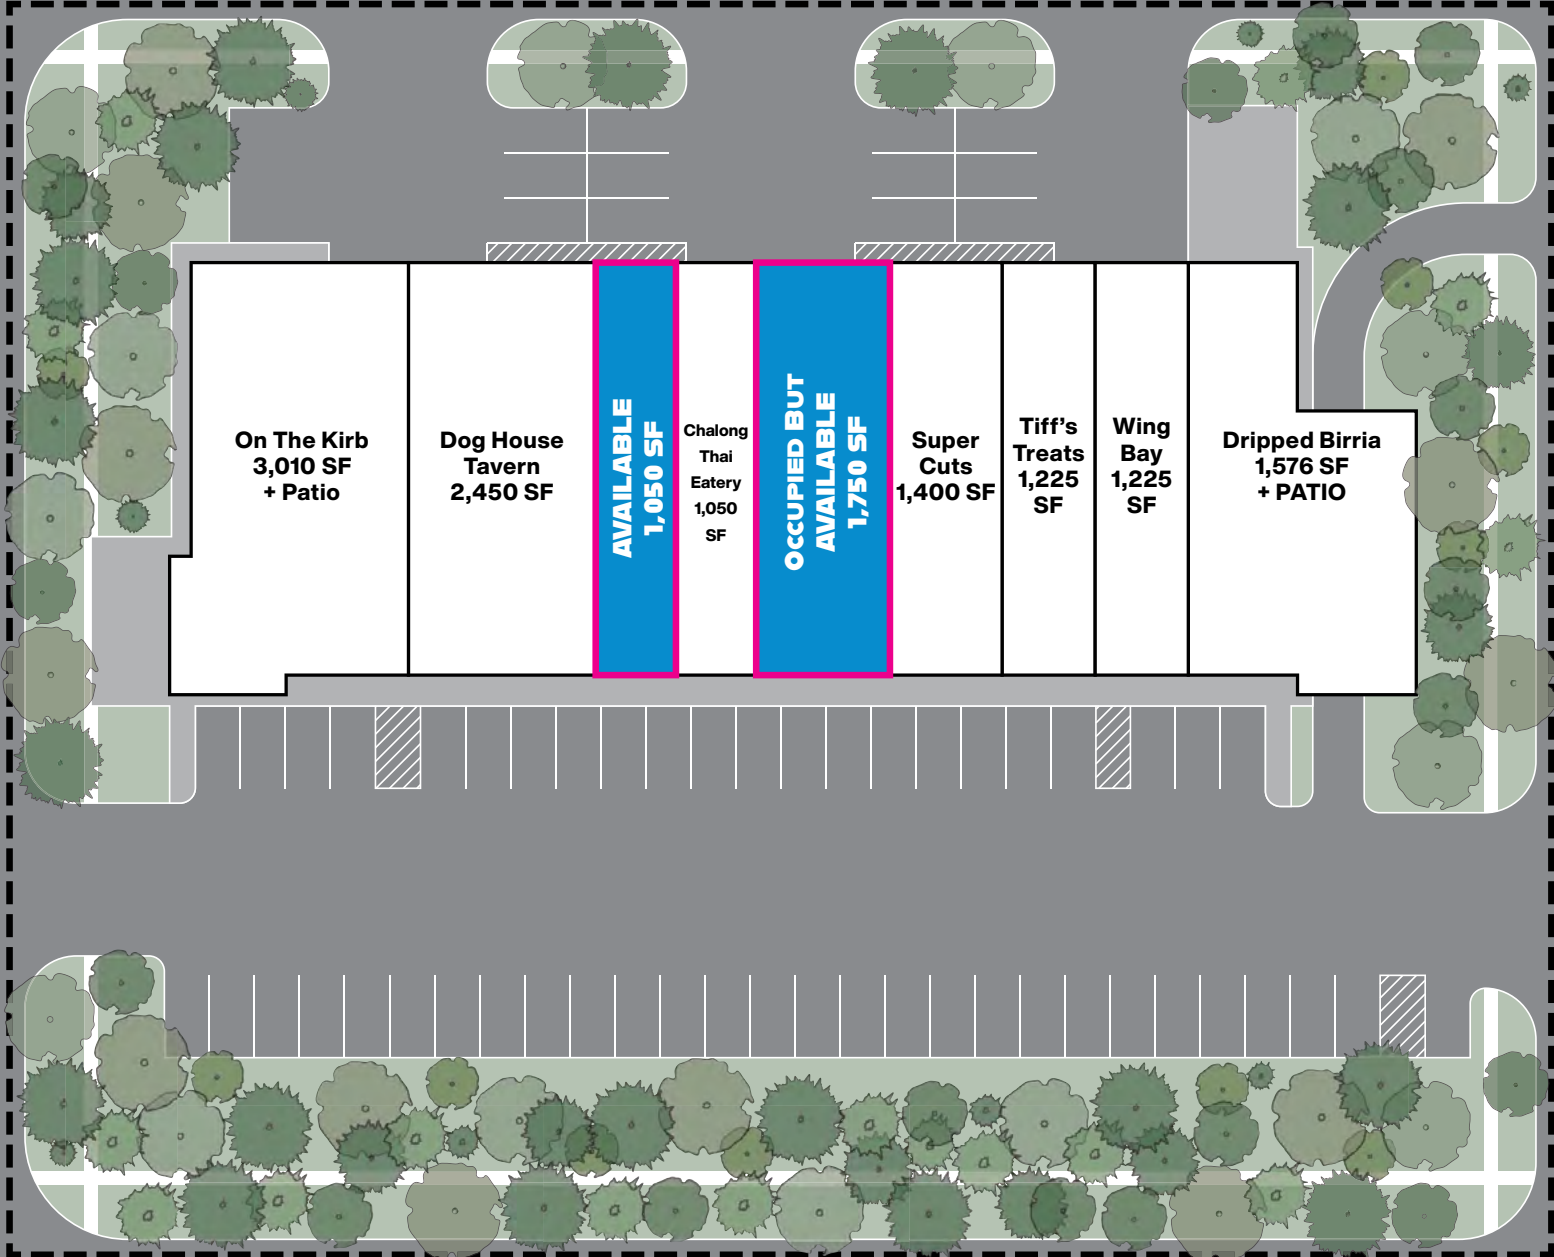 On The Kirb
3,010 SF
+ Patio
Dog House
Tavern
2,450 SF
AVAILABLE
1,050 SF
Chalong
Thai
Eatery
1,050
SF
OCCUPIED BUT
AVAILABLE
1,750 SF
Super
Cuts
1,400 SF
Tiff's
Treats
1,225
SF
Wing
Bay
1,225
SF
Dripped Birria
1,576 SF
+ PATIO